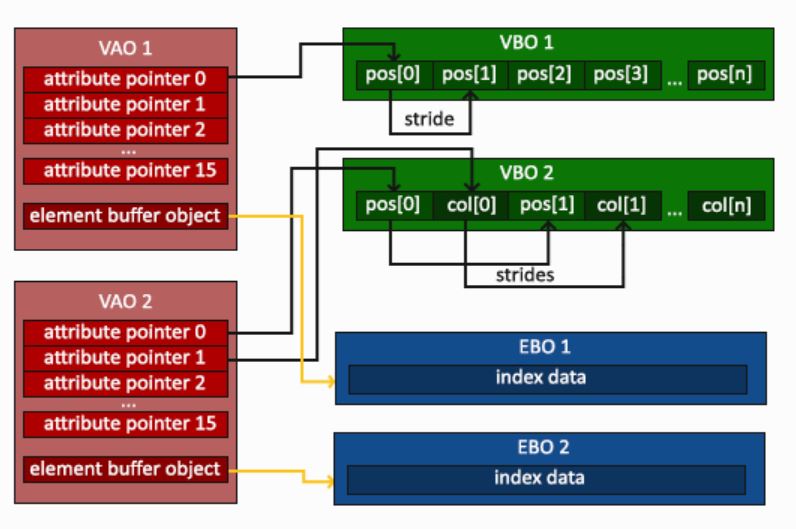 VAO 1
attribute pointer 0
attribute pointer 1
attribute pointer 2
...
attribute pointer 15
element buffer object
VBO 1
pos[0] pos[1] pos[2] pos[3] ... pos[n]
stride
VBO 2
pos[0] col[0] pos[1] col[1] ... col[n]
strides
VAO 2
attribute pointer 0
attribute pointer 1
attribute pointer 2
...
attribute pointer 15
element buffer object
EBO 1
index data
EBO 2
index data